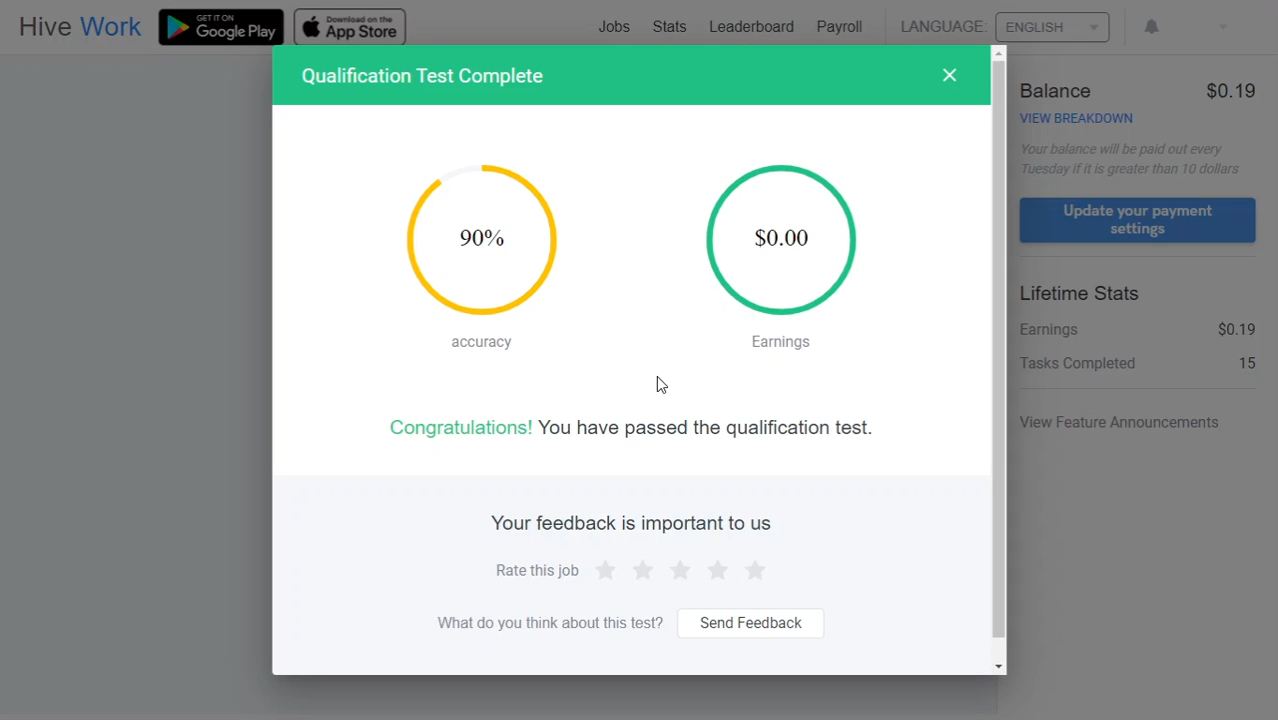 Hive Work
GET IT ON
Google Play
Download on the
App Store
Jobs
Stats
Leaderboard
Payroll
LANGUAGE:
ENGLISH
Qualification Test Complete
90%
accuracy
$0.00
Earnings
Congratulations! You have passed the qualification test.
Your feedback is important to us
Rate this job
What do you think about this test?
Send Feedback
Balance $0.19
VIEW BREAKDOWN
Your balance will be paid out every
Tuesday if it is greater than 10 dollars
Update your payment
settings
Lifetime Stats
Earnings $0.19
Tasks Completed 15
View Feature Announcements